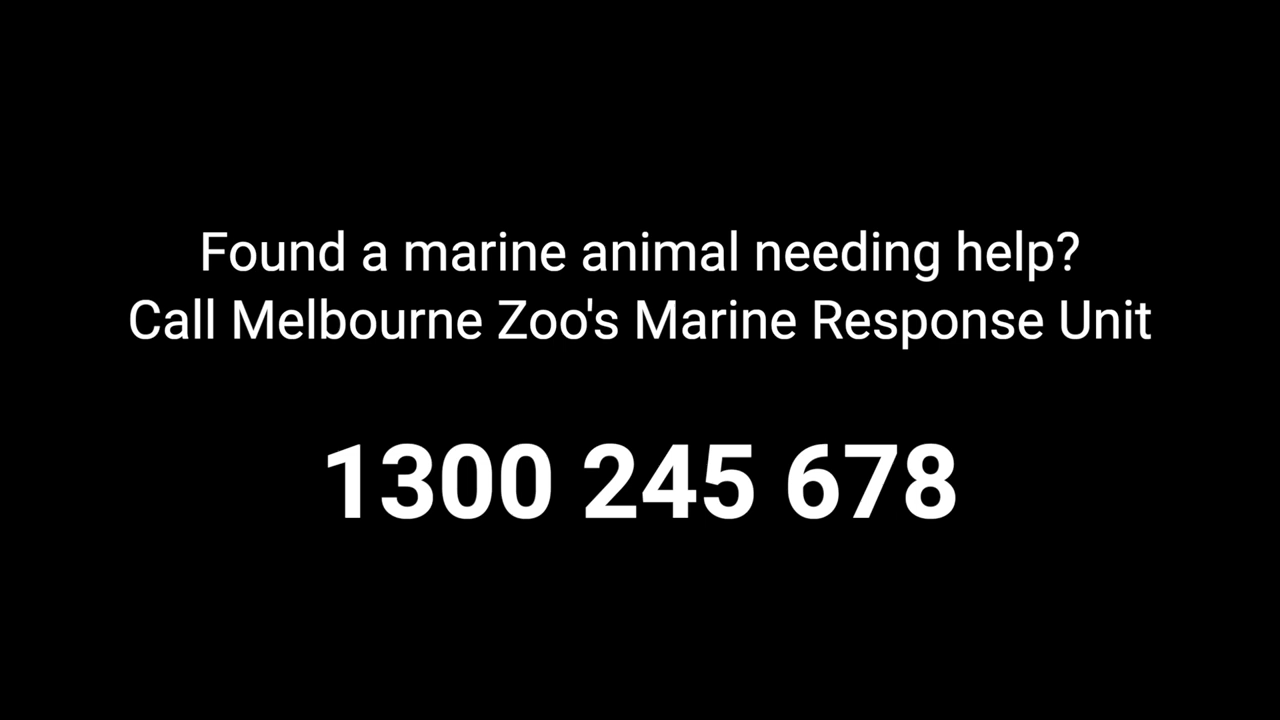 Found a marine animal needing help?
Call Melbourne Zoo's Marine Response Unit
1300 245 678